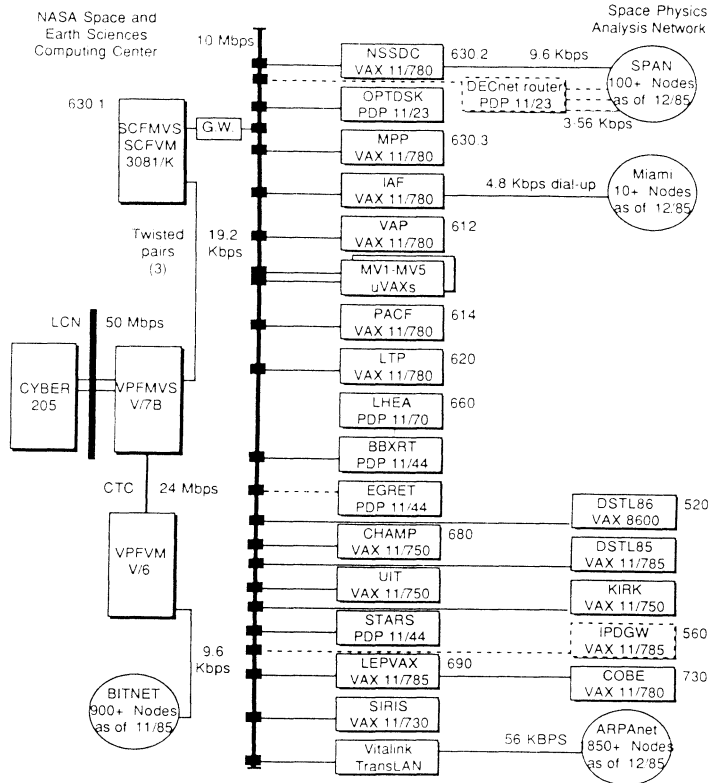 NASA Space and
Earth Sciences
Computing Center
Space Physics
Analysis Network
10 Mbps
NSSDC
VAX 11/780
630.2
9.6 Kbps
SPAN
100+ Nodes
as of 12/85
DECnet router
PDP 11/23
3-56 Kbps
OPTDSK
PDP 11/23
630.1
SCFMVS
SCFVM
3081/K
G.W.
MPP
VAX 11/780
630.3
IAF
VAX 11/780
4.8 Kbps dial-up
Miami
10+ Nodes
as of 12/85
VAP
VAX 11/780
612
Twisted
pairs
(3)
19.2
Kbps
MV1-MV5
uVAXs
PACF
VAX 11/780
614
LCN
50 Mbps
CYBER
205
VPFMVS
V/7B
LTP
VAX 11/780
620
LHEA
PDP 11/70
660
BBXRT
PDP 11/44
CTC
24 Mbps
EGRET
PDP 11/44
DSTL86
VAX 8600
520
VPFVM
V/6
CHAMP
VAX 11/750
680
DSTL85
VAX 11/785
UIT
VAX 11/750
KIRK
VAX 11/750
STARS
PDP 11/44
IPDGW
VAX 11/785
560
9.6
Kbps
LEPVAX
VAX 11/785
690
COBE
VAX 11/780
730
BITNET
900+ Nodes
as of 11/85
SIRIS
VAX 11/730
Vitalink
TransLAN
56 KBPS
ARPAnet
850+ Nodes
as of 12/85